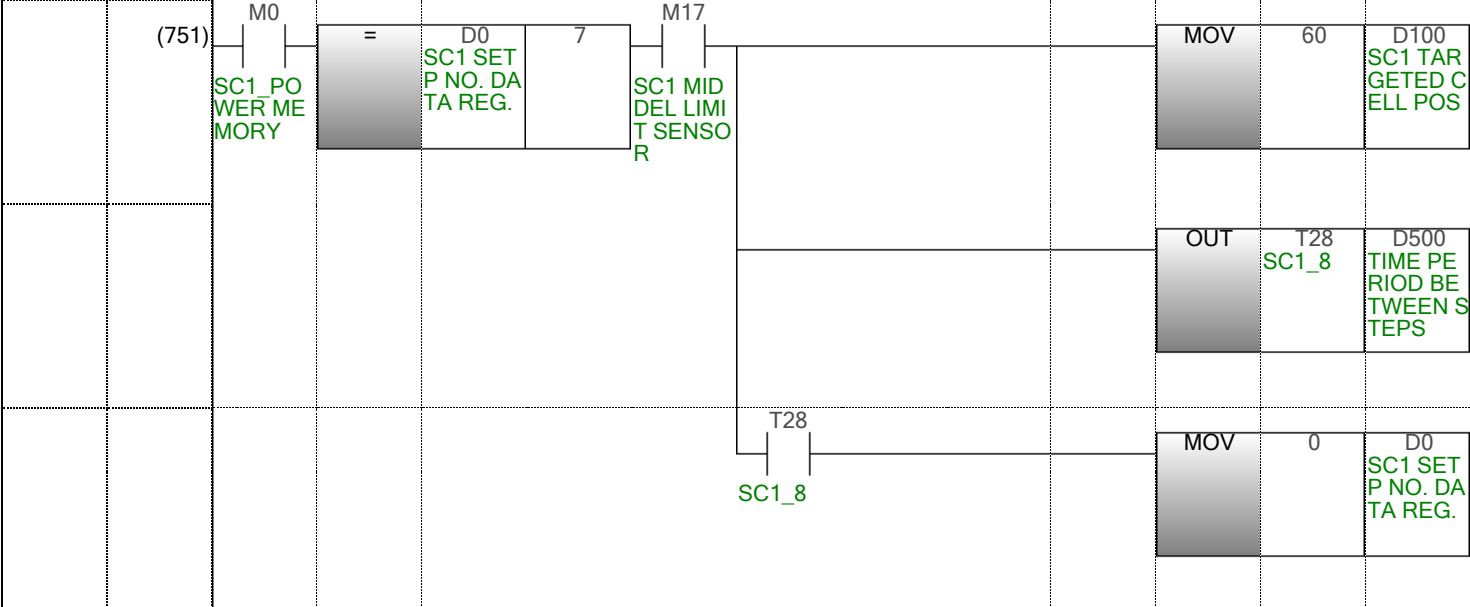 M0
M17
(751)
=
D0
7
MOV
60
D100
SC1_PO
WER ME
MORY
SC1 SET
P NO. DA
TA REG.
SC1 MID
DEL LIMI
T SENSO
R
SC1 TAR
GETED C
ELL POS
OUT
T28
D500
SC1_8
TIME PE
RIOD BE
TWEEN S
TEPS
T28
SC1_8
MOV
0
D0
SC1 SET
P NO. DA
TA REG.